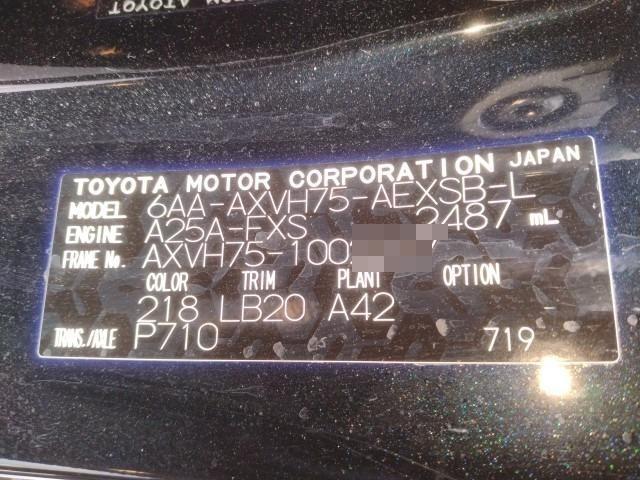 TOYOTA MOTOR CORPORATION JAPAN
MODEL 6AA-AXVH75-AEXSB-L
ENGINE A25A-FXS 2487 mL
FRAME No. AXVH75-100
COLOR TRIM PLANT OPTION
218 LB20 A42
TRANS./AXLE P710 719